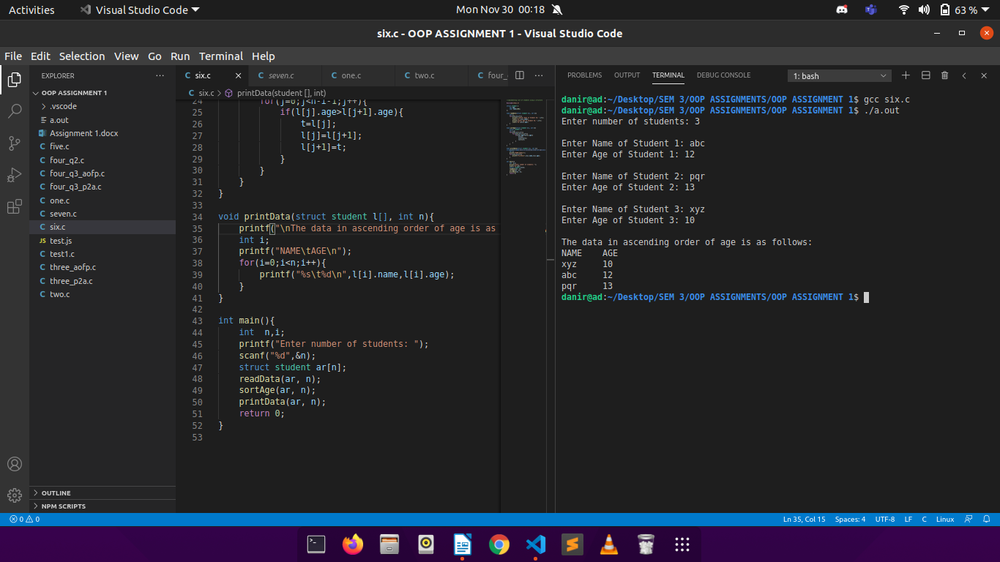 Activities
Visual Studio Code
Mon Nov 30 00:18
63 %
six.c - OOP ASSIGNMENT 1 - Visual Studio Code
File Edit Selection View Go Run Terminal Help
EXPLORER
OOP ASSIGNMENT 1
.vscode
a.out
Assignment 1.docx
five.c
four_q2.c
four_q3_aofp.c
four_q3_p2a.c
one.c
seven.c
six.c
test.js
test1.c
three_aofp.c
three_p2a.c
two.c
OUTLINE
NPM SCRIPTS
six.c seven.c one.c two.c four_
six.c > printData(student [], int)
24 for(j=0;j<n-i-1;j++){
25 if(l[j].age>l[j+1].age){
26 t=l[j];
27 l[j]=l[j+1];
28 l[j+1]=t;
29 }
30 }
31 }
32 }
33
34 void printData(struct student l[], int n){
35 printf("\nThe data in ascending order of age is as
36 int i;
37 printf("NAME\tAGE\n");
38 for(i=0;i<n;i++){
39 printf("%s\t%d\n",l[i].name,l[i].age);
40 }
41 }
42
43 int main(){
44 int  n,i;
45 printf("Enter number of students: ");
46 scanf("%d",&n);
47 struct student ar[n];
48 readData(ar, n);
49 sortAge(ar, n);
50 printData(ar, n);
51 return 0;
52 }
53
PROBLEMS OUTPUT TERMINAL DEBUG CONSOLE
1: bash
danir@ad:~/Desktop/SEM 3/OOP ASSIGNMENTS/OOP ASSIGNMENT 1$ gcc six.c
danir@ad:~/Desktop/SEM 3/OOP ASSIGNMENTS/OOP ASSIGNMENT 1$ ./a.out
Enter number of students: 3
Enter Name of Student 1: abc
Enter Age of Student 1: 12
Enter Name of Student 2: pqr
Enter Age of Student 2: 13
Enter Name of Student 3: xyz
Enter Age of Student 3: 10
The data in ascending order of age is as follows:
NAME AGE
xyz 10
abc 12
pqr 13
danir@ad:~/Desktop/SEM 3/OOP ASSIGNMENTS/OOP ASSIGNMENT 1$
0 0
Ln 35, Col 15 Spaces: 4 UTF-8 LF C Linux